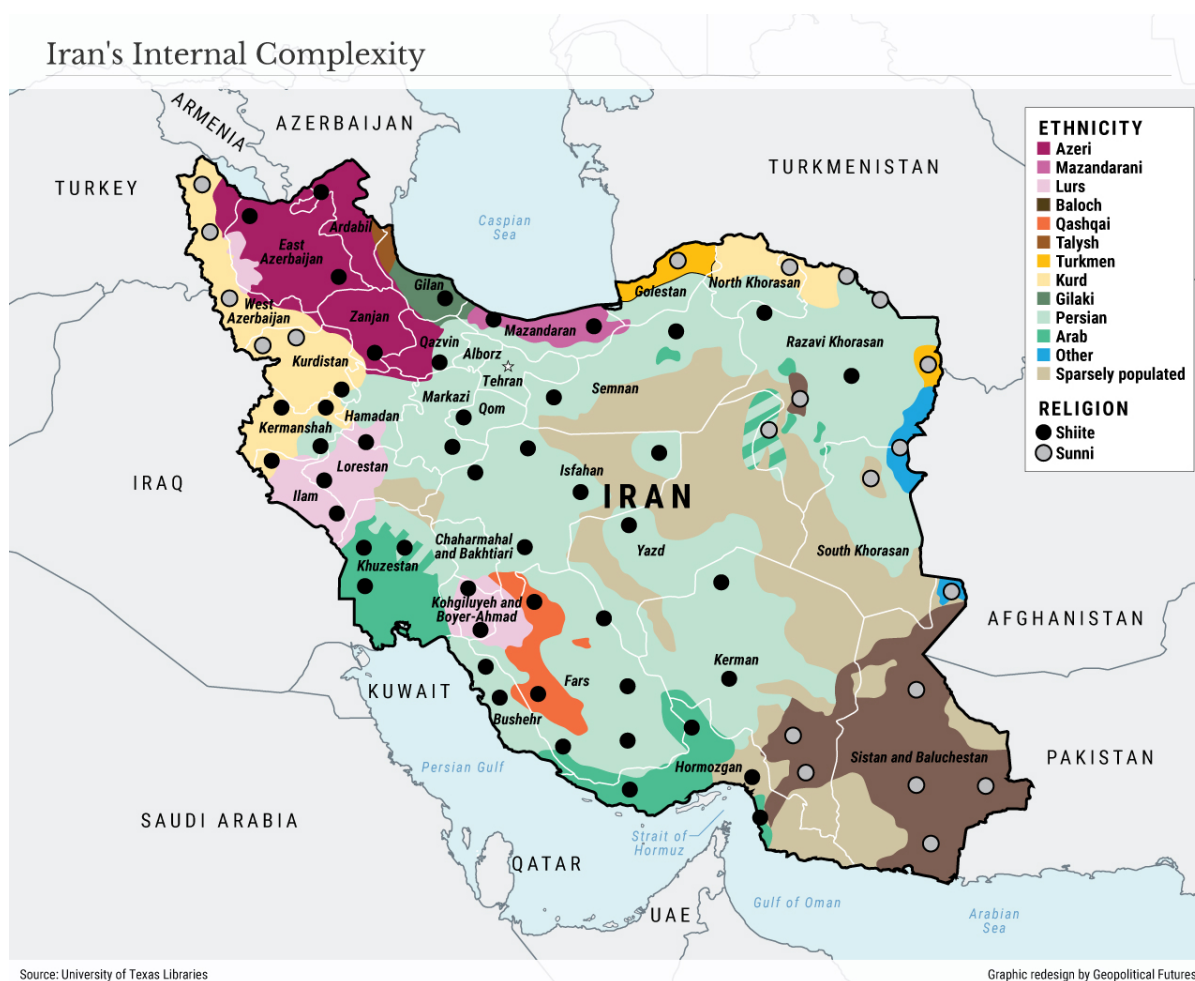 Iran's Internal Complexity
ARMENIA
AZERBAIJAN
TURKEY
TURKMENISTAN
Caspian
Sea
ETHNICITY
Azeri
Mazandarani
Lurs
Baloch
Qashqai
Talysh
Turkmen
Kurd
Gilaki
Persian
Arab
Other
Sparsely populated
RELIGION
Shiite
Sunni
Ardabil
East
Azerbaijan
Gilan
West
Azerbaijan
Zanjan
Golestan
North Khorasan
Mazandaran
Qazvin
Alborz
Tehran
Razavi Khorasan
Kurdistan
Markazi
Semnan
Qom
Hamadan
Kermanshah
Lorestan
Ilam
Isfahan
IRAN
IRAQ
Chaharmahal
and Bakhtiari
Yazd
South Khorasan
Khuzestan
Kohgiluyeh and
Boyer-Ahmad
AFGHANISTAN
Kerman
Fars
KUWAIT
Bushehr
Sistan and Baluchestan
PAKISTAN
Persian Gulf
Hormozgan
SAUDI ARABIA
Strait of
Hormuz
QATAR
UAE
Gulf of Oman
Arabian
Sea
Source: University of Texas Libraries
Graphic redesign by Geopolitical Futures